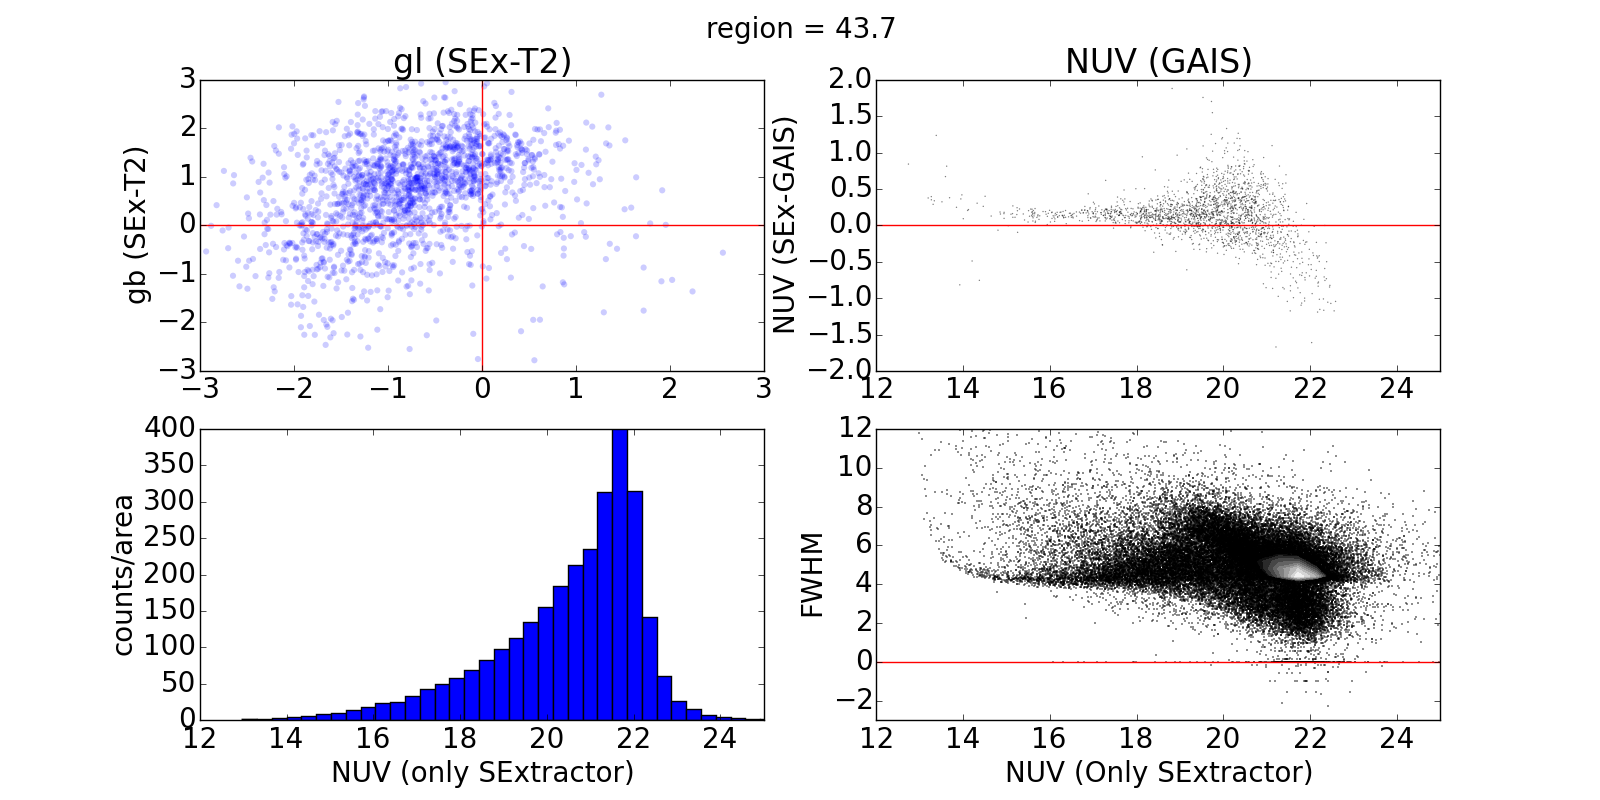 region = 43.7
gl (SEx-T2)
NUV (GAIS)
gb (SEx-T2)
3
2
1
0
−1
−2
−3
−3 −2 −1 0 1 2 3
NUV (SEx-GAIS)
2.0
1.5
1.0
0.5
0.0
−0.5
−1.0
−1.5
−2.0
12 14 16 18 20 22 24
counts/area
400
350
300
250
200
150
100
50
0
12 14 16 18 20 22 24
NUV (only SExtractor)
FWHM
12
10
8
6
4
2
0
−2
12 14 16 18 20 22 24
NUV (Only SExtractor)